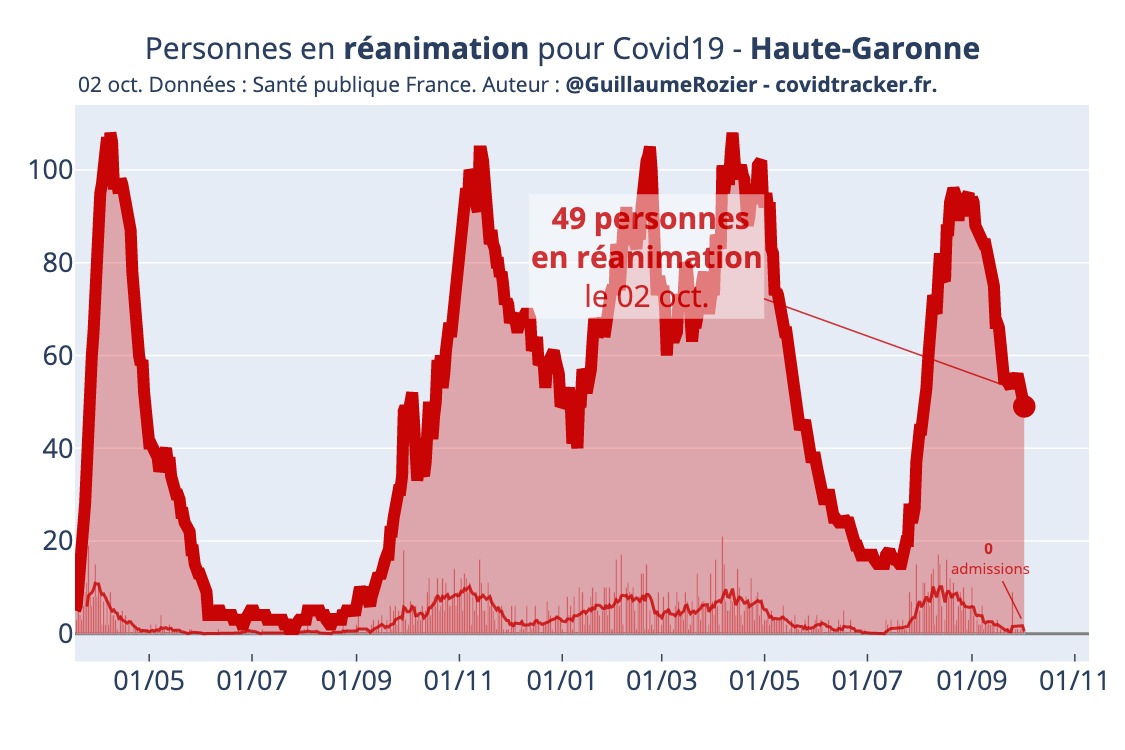 Personnes en réanimation pour Covid19 - Haute-Garonne
02 oct. Données : Santé publique France. Auteur : @GuillaumeRozier - covidtracker.fr.
100
80
60
40
20
0
49 personnes
en réanimation
le 02 oct.
0
admissions
01/05 01/07 01/09 01/11 01/01 01/03 01/05 01/07 01/09 01/11